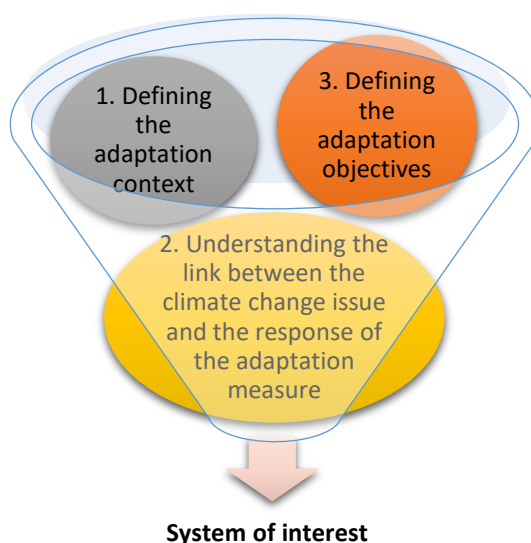 1. Defining
the
adaptation
context
3. Defining
the
adaptation
objectives
2. Understanding the
link between the
climate change issue
and the response of
the adaptation
measure
System of interest